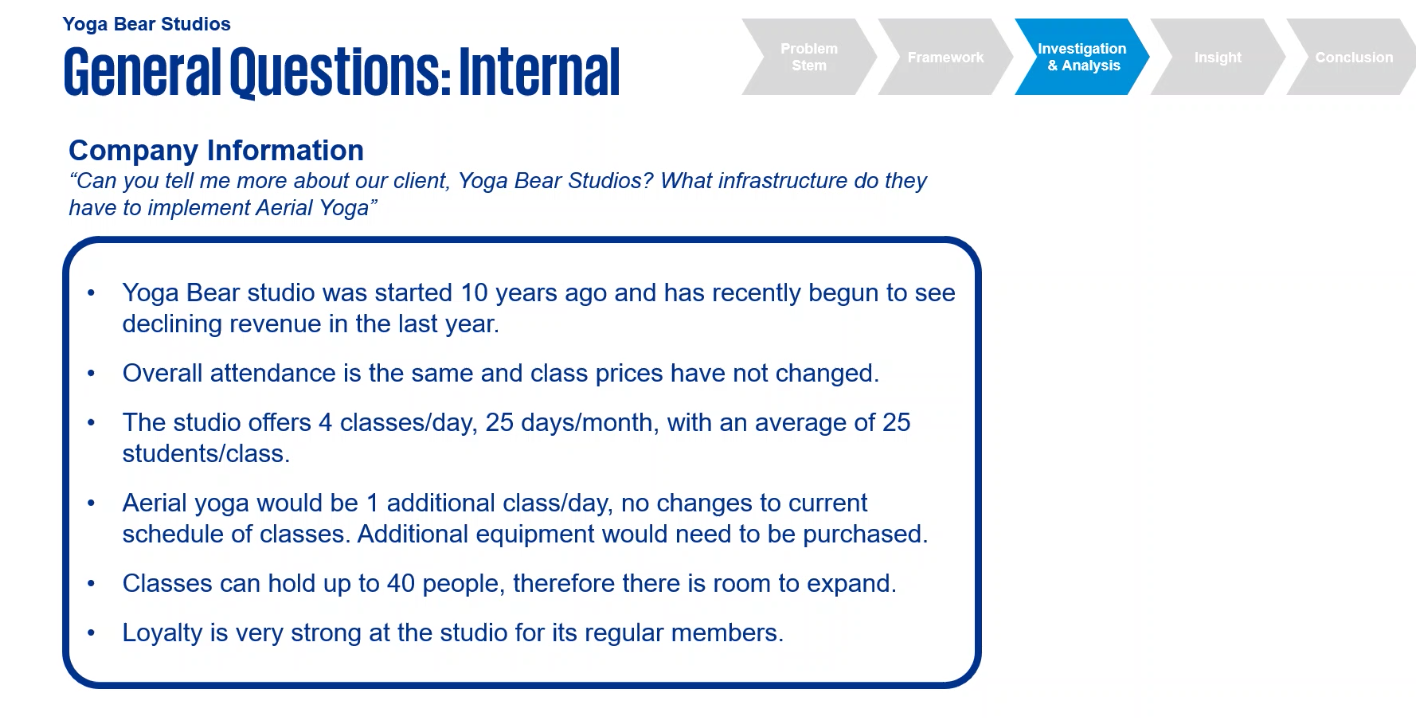 Yoga Bear Studios
General Questions: Internal
Problem
Stem
Framework
Investigation
& Analysis
Insight
Conclusion
Company Information
“Can you tell me more about our client, Yoga Bear Studios? What infrastructure do they
have to implement Aerial Yoga”
• Yoga Bear studio was started 10 years ago and has recently begun to see
declining revenue in the last year.
• Overall attendance is the same and class prices have not changed.
• The studio offers 4 classes/day, 25 days/month, with an average of 25
students/class.
• Aerial yoga would be 1 additional class/day, no changes to current
schedule of classes. Additional equipment would need to be purchased.
• Classes can hold up to 40 people, therefore there is room to expand.
• Loyalty is very strong at the studio for its regular members.